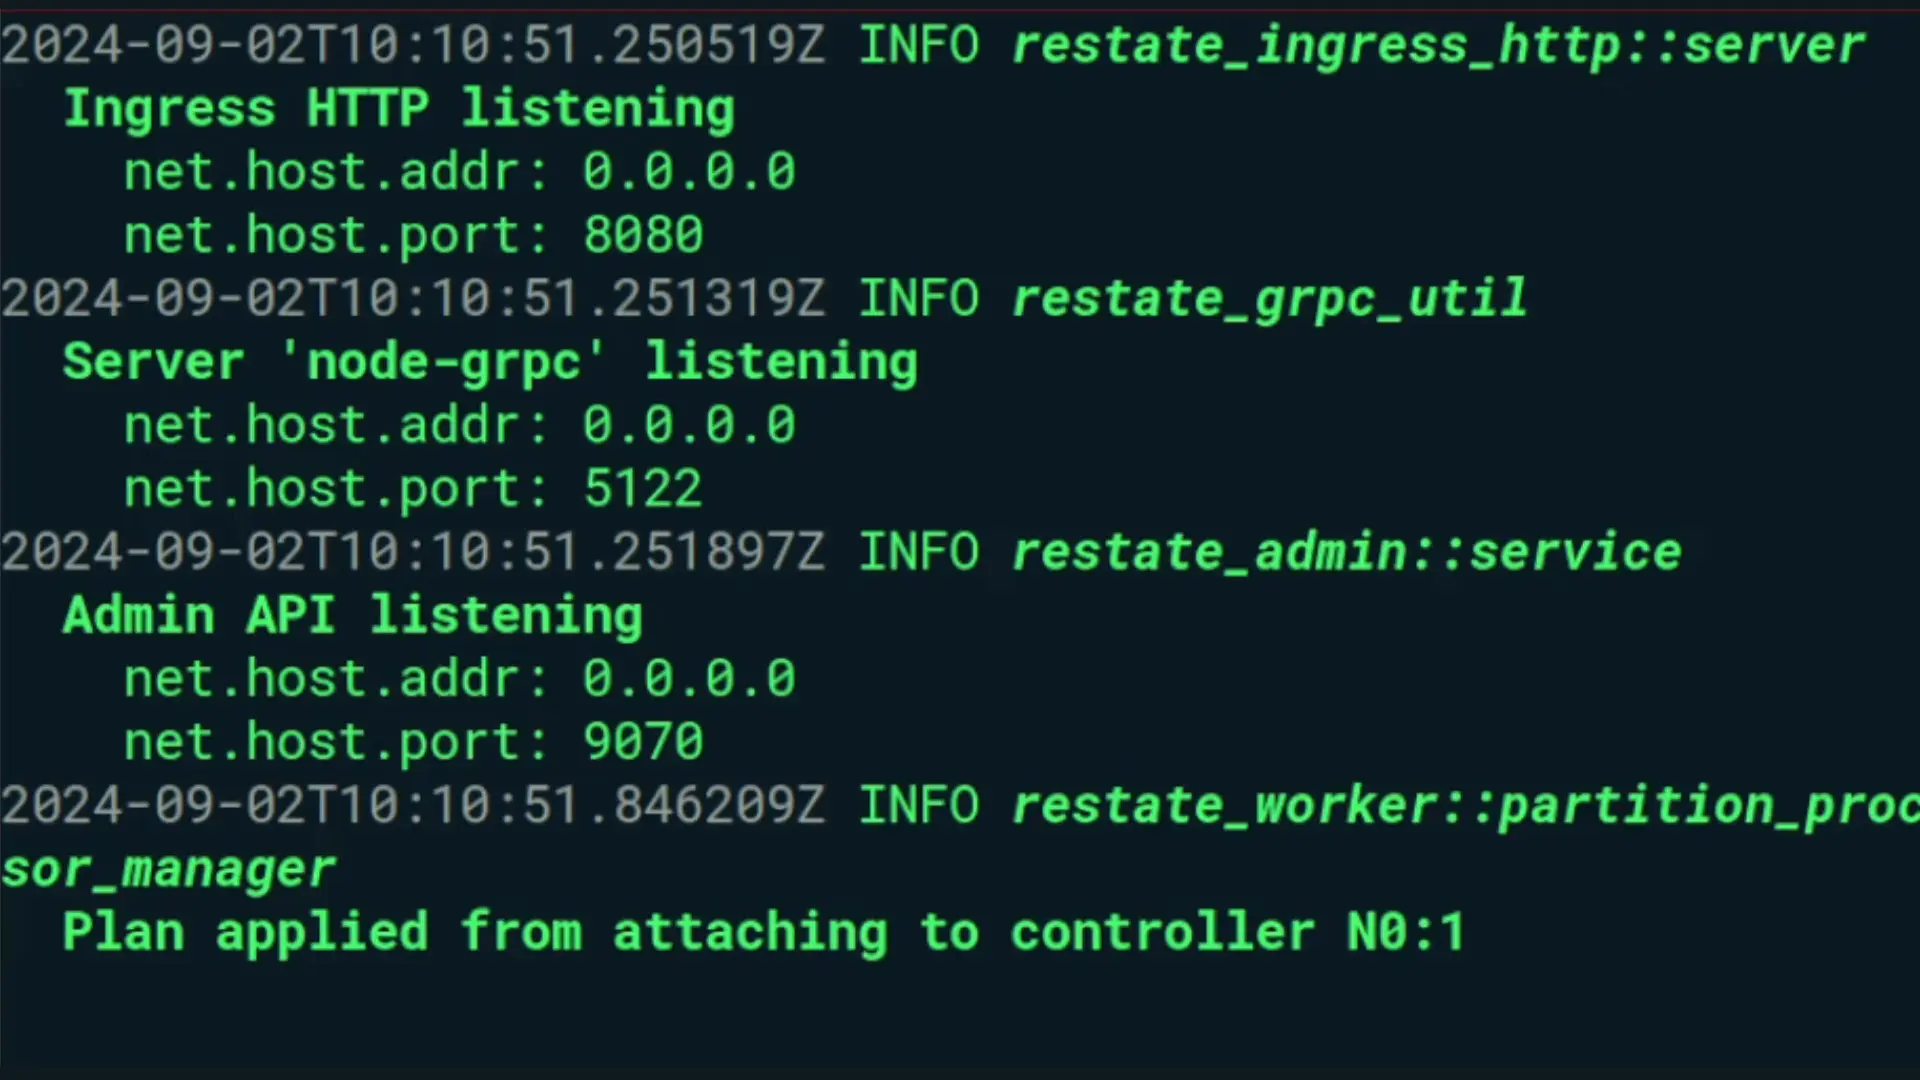 2024-09-02T10:10:51.250519Z INFO restate_ingress_http::server
Ingress HTTP listening
net.host.addr: 0.0.0.0
net.host.port: 8080
2024-09-02T10:10:51.251319Z INFO restate_grpc_util
Server 'node-grpc' listening
net.host.addr: 0.0.0.0
net.host.port: 5122
2024-09-02T10:10:51.251897Z INFO restate_admin::service
Admin API listening
net.host.addr: 0.0.0.0
net.host.port: 9070
2024-09-02T10:10:51.846209Z INFO restate_worker::partition_proc
sor_manager
Plan applied from attaching to controller N0:1